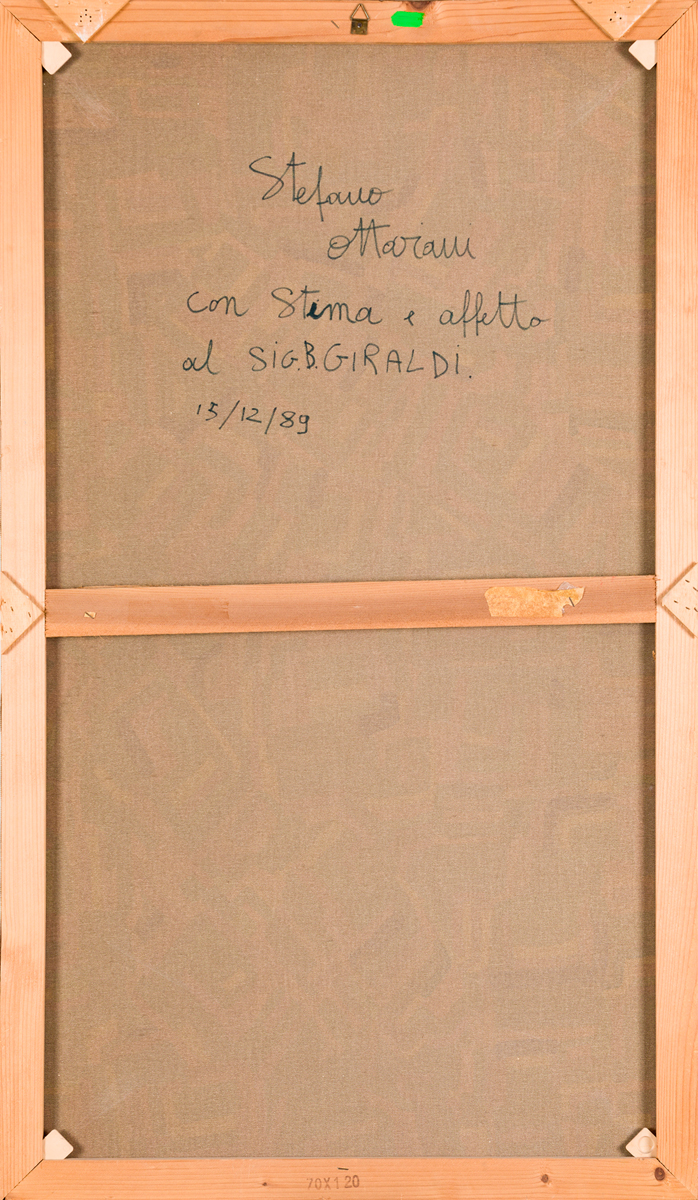 Stefano
Ottaviani
con Stima e affetto
al SIG.B.GIRALDI.
15/12/89
70X120